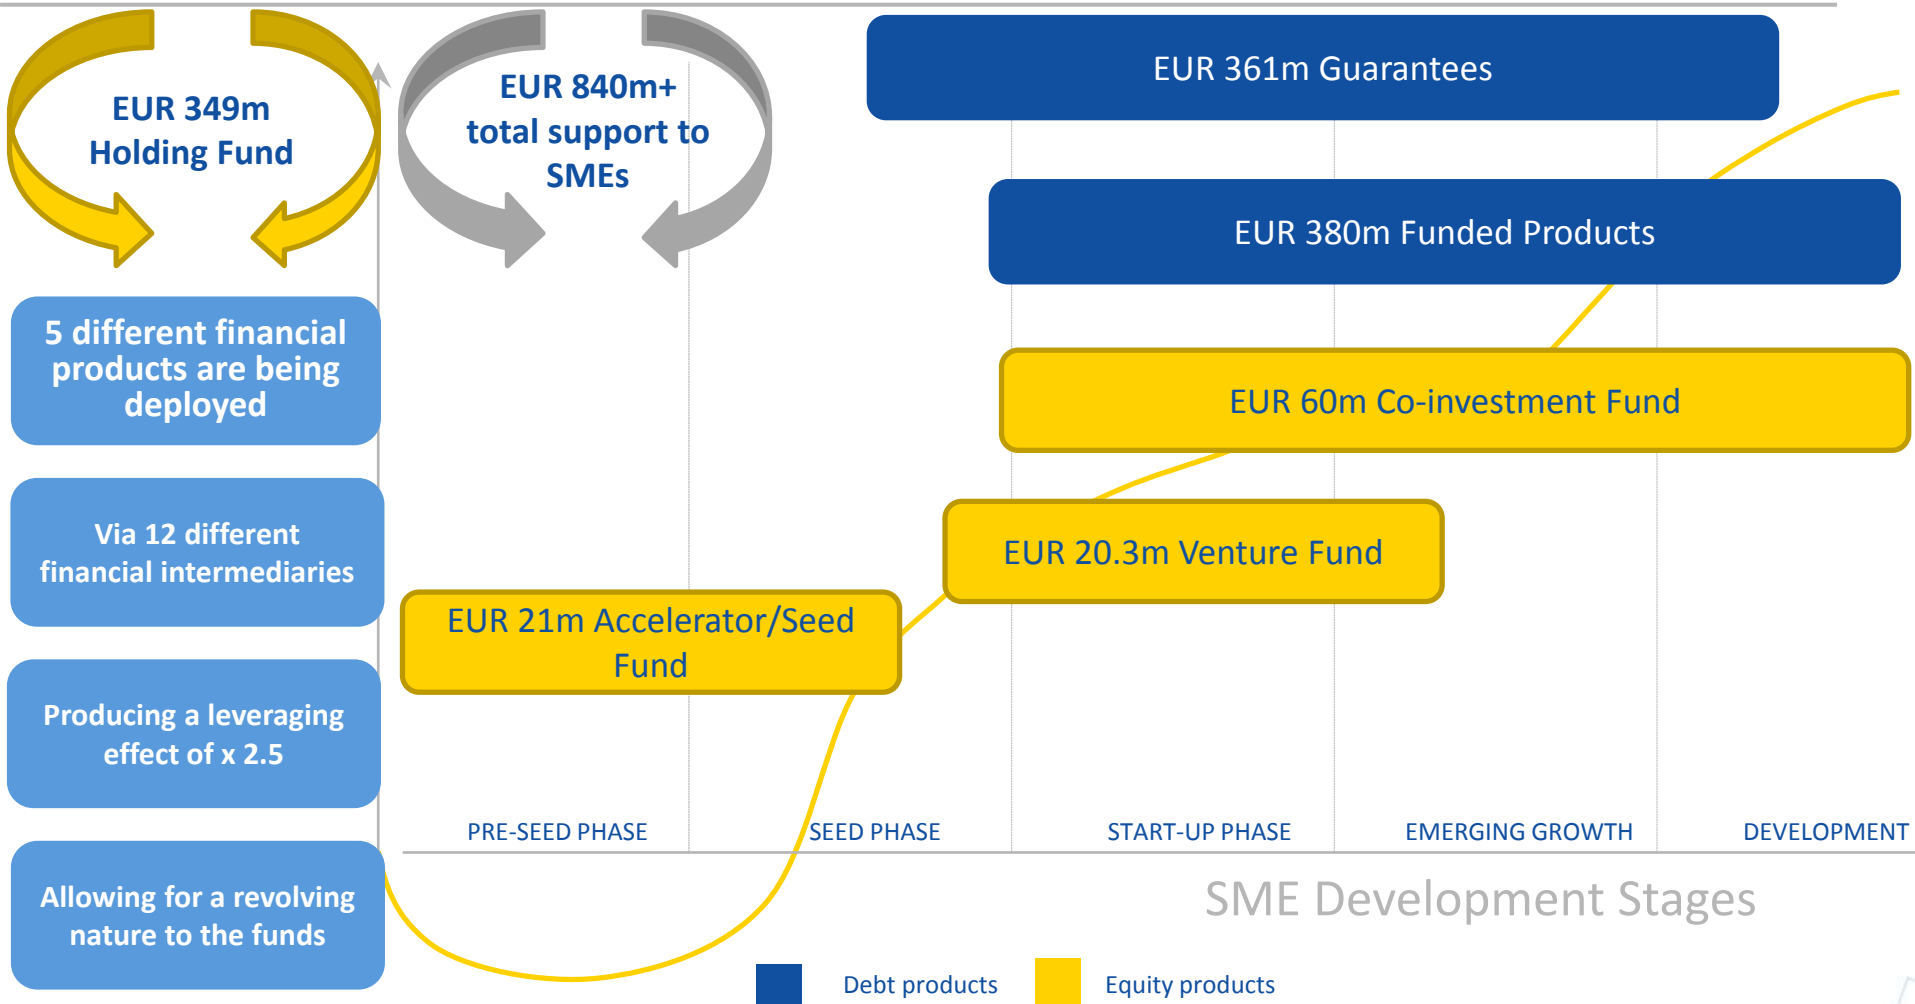 EUR 349m
Holding Fund
EUR 840m+
total support to
SMEs
EUR 361m Guarantees
EUR 380m Funded Products
5 different financial
products are being
deployed
EUR 60m Co-investment Fund
Via 12 different
financial intermediaries
EUR 20.3m Venture Fund
EUR 21m Accelerator/Seed
Fund
Producing a leveraging
effect of x 2.5
PRE-SEED PHASE
SEED PHASE
START-UP PHASE
EMERGING GROWTH
DEVELOPMENT
Allowing for a revolving
nature to the funds
SME Development Stages
Debt products
Equity products